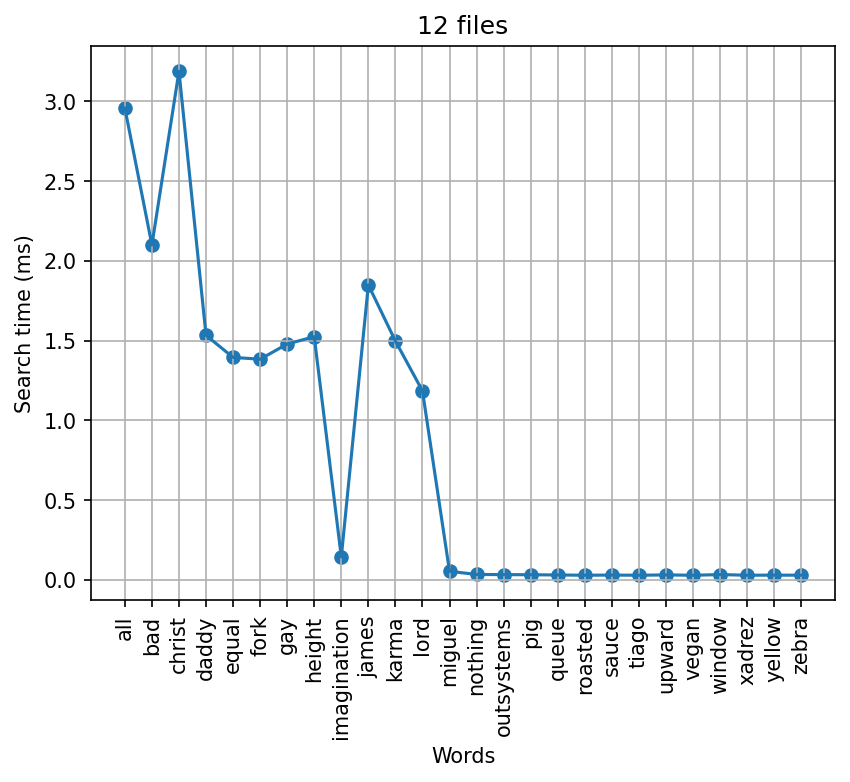 12 files
Search time (ms)
3.0
2.5
2.0
1.5
1.0
0.5
0.0
all
bad
christ
daddy
equal
fork
gay
height
imagination
james
karma
lord
miguel
nothing
outsystems
pig
queue
roasted
sauce
tiago
upward
vegan
window
xadrez
yellow
zebra
Words